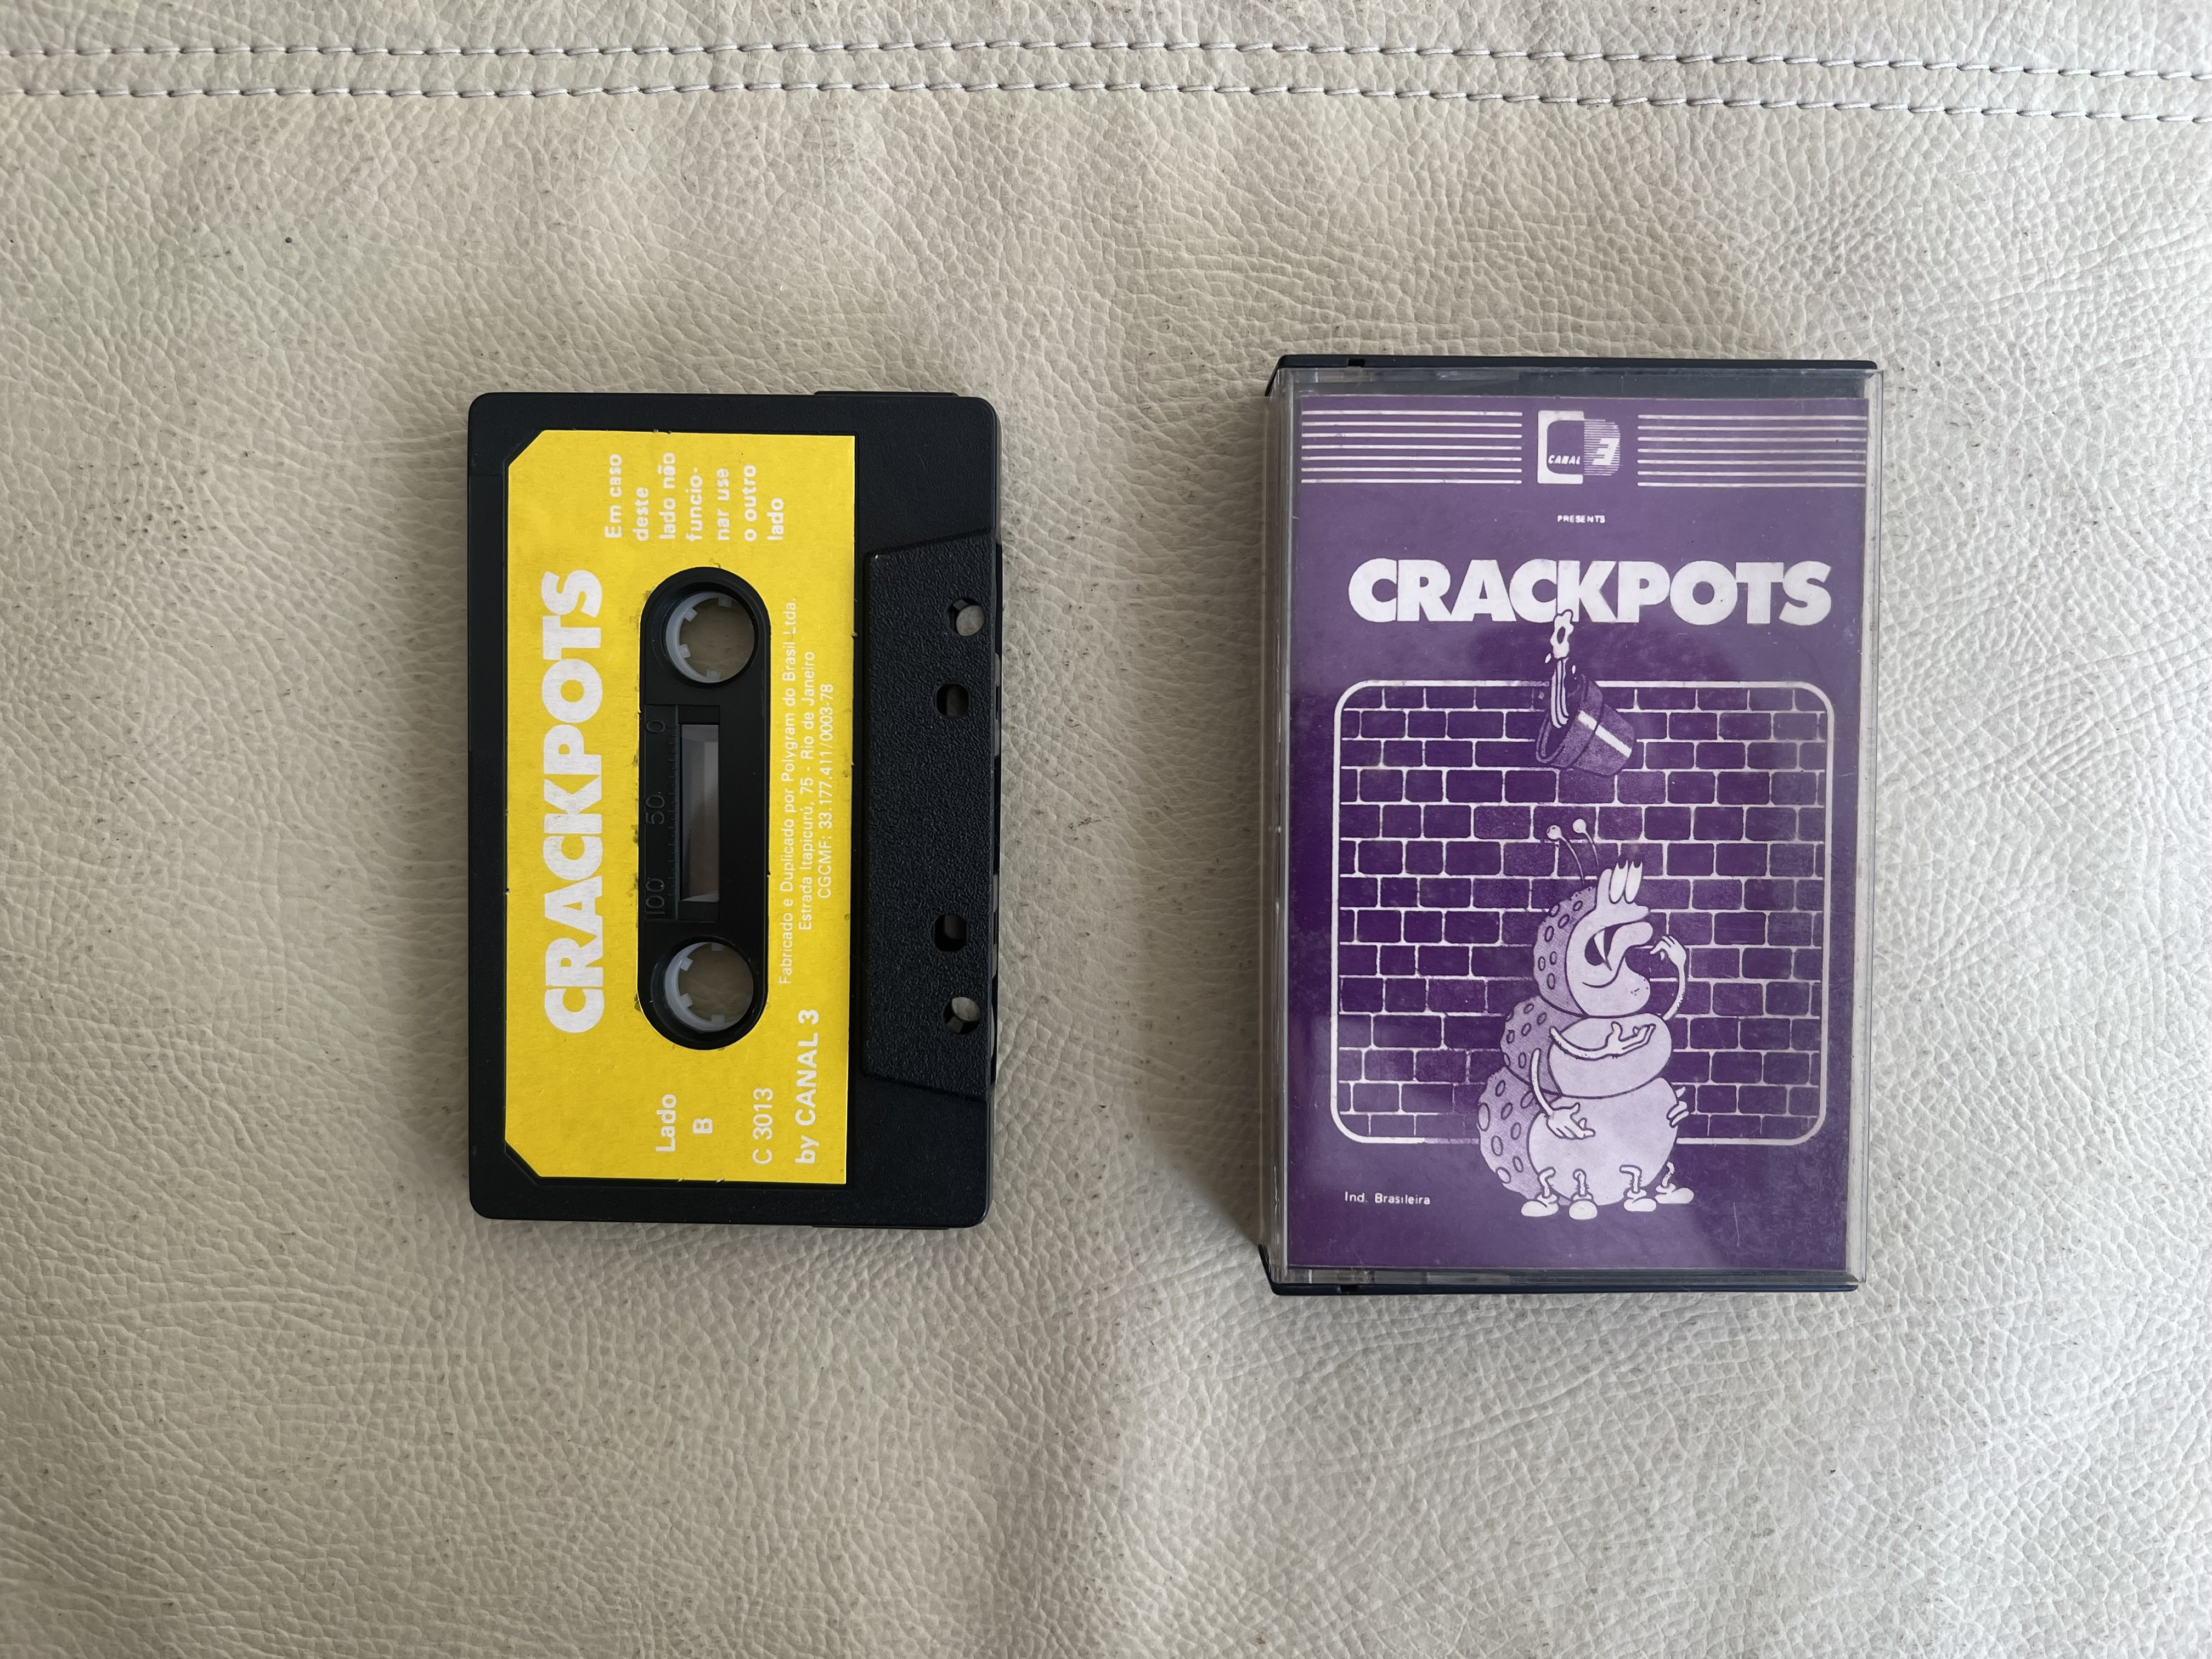 CRACKPOTS
Em caso
deste
lado não
funcio-
nar use
o outro
lado
100 50 0
Lado
B
C 3013
by CANAL 3
Fabricado e Duplicado por Polygram do Brasil Ltda.
Estrada Itapicurú, 75 - Rio de Janeiro
CGCMF: 33.177.411/0003-78
CANAL 3
PRESENTS
CRACKPOTS
Ind. Brasileira